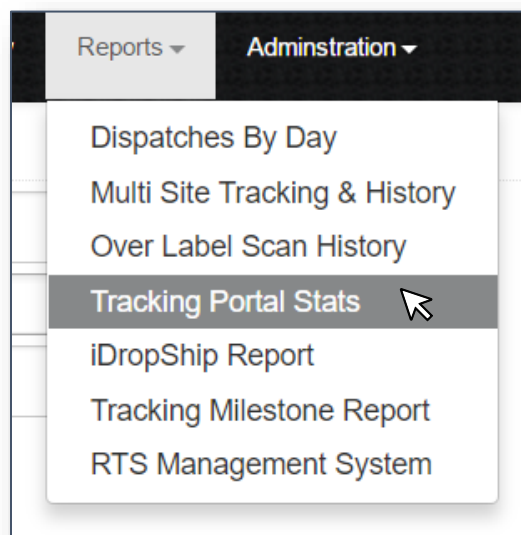 Reports
Adminstration
Dispatches By Day
Multi Site Tracking & History
Over Label Scan History
Tracking Portal Stats
iDropShip Report
Tracking Milestone Report
RTS Management System